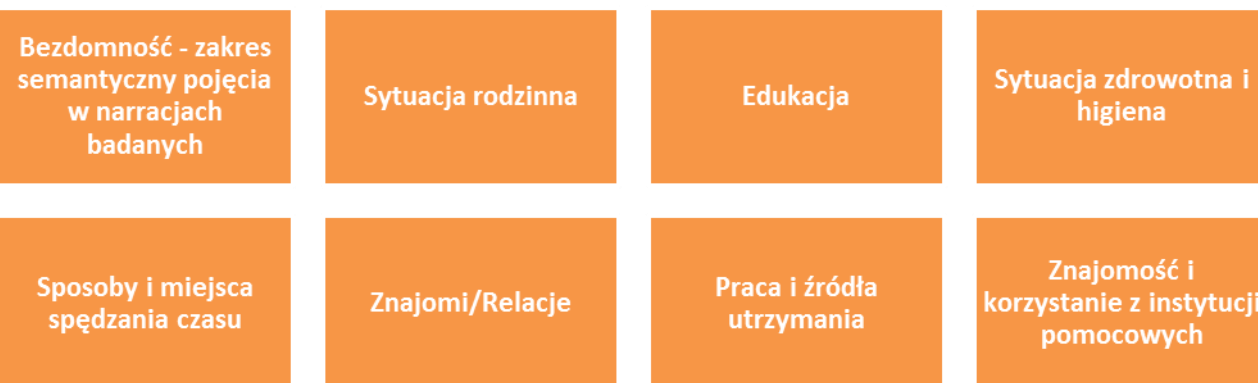 Bezdomność - zakres
semantyczny pojęcia
w narracjach
badanych
Sytuacja rodzinna
Edukacja
Sytuacja zdrowotna i
higiena
Sposoby i miejsca
spędzania czasu
Znajomi/Relacje
Praca i źródła
utrzymania
Znajomość i
korzystanie z instytucji
pomocowych